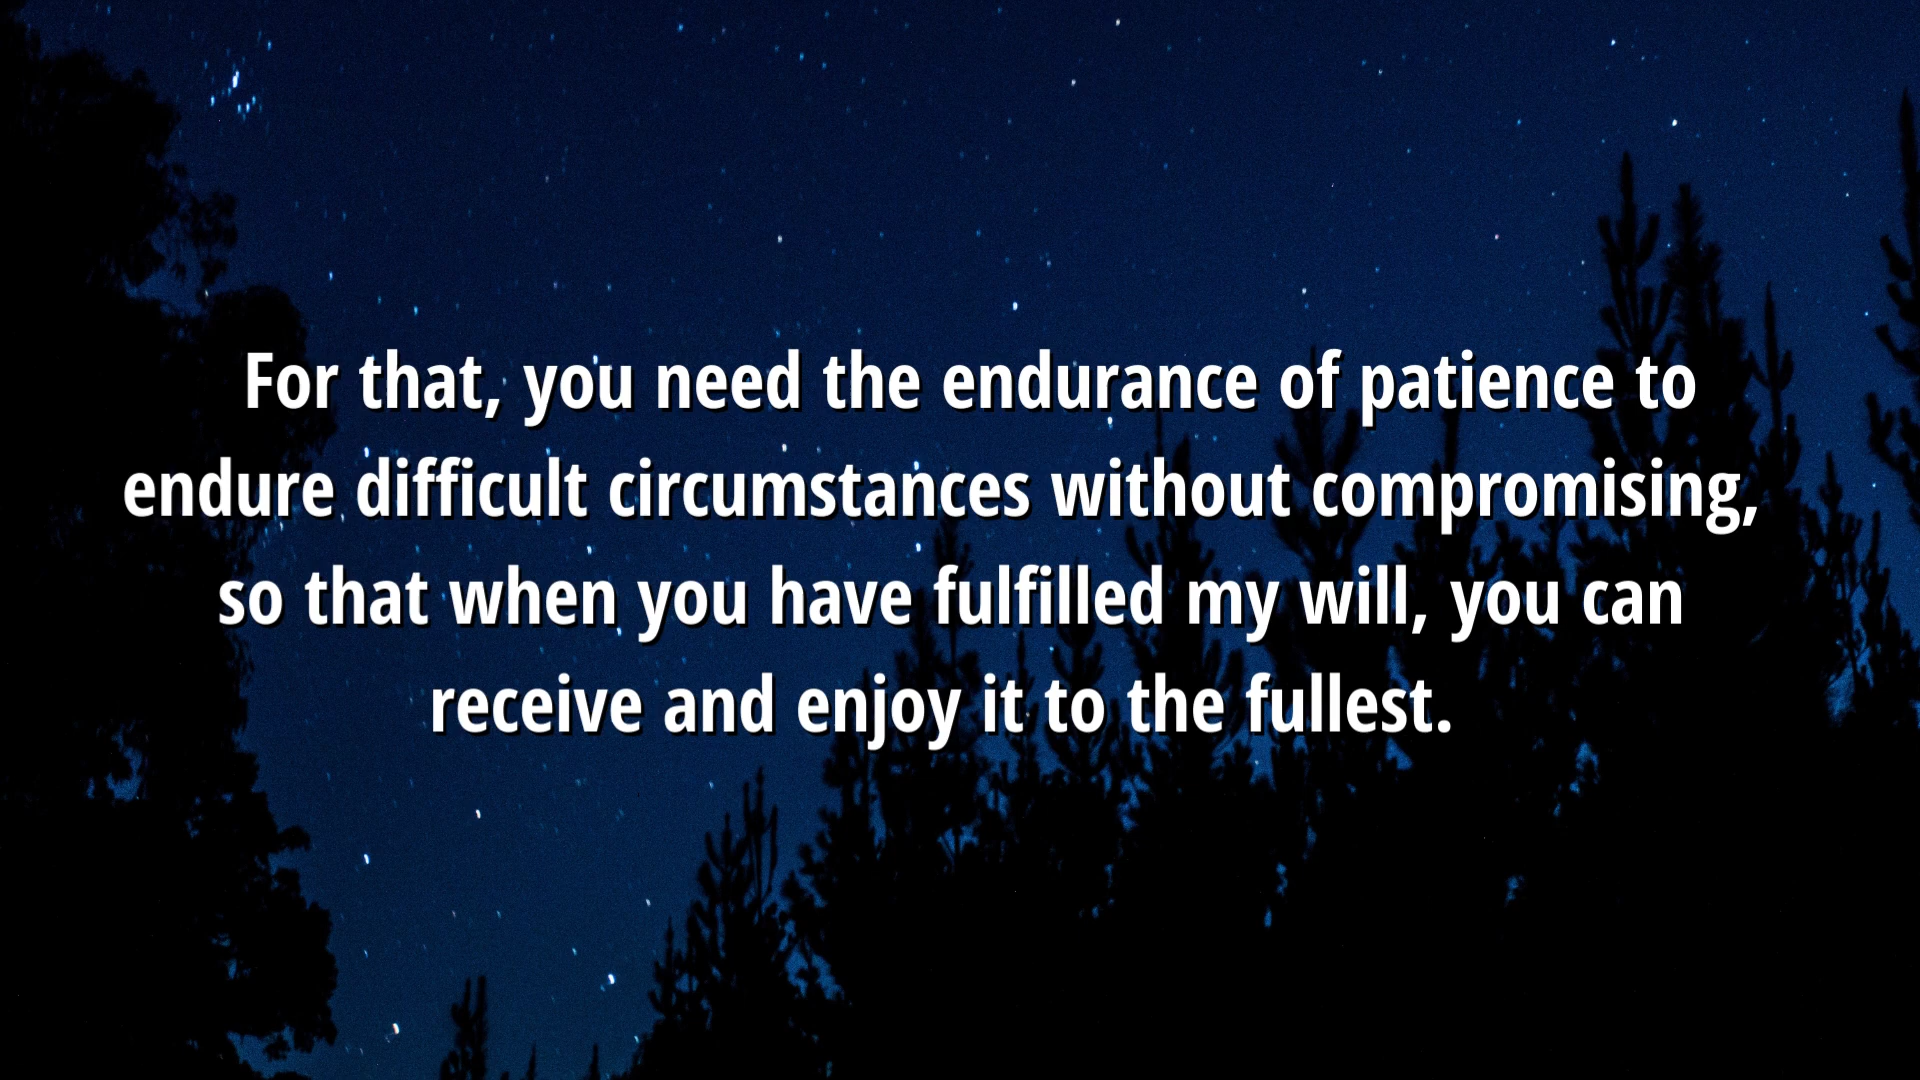 For that, you need the endurance of patience to
endure difficult circumstances without compromising,
so that when you have fulfilled my will, you can
receive and enjoy it to the fullest.